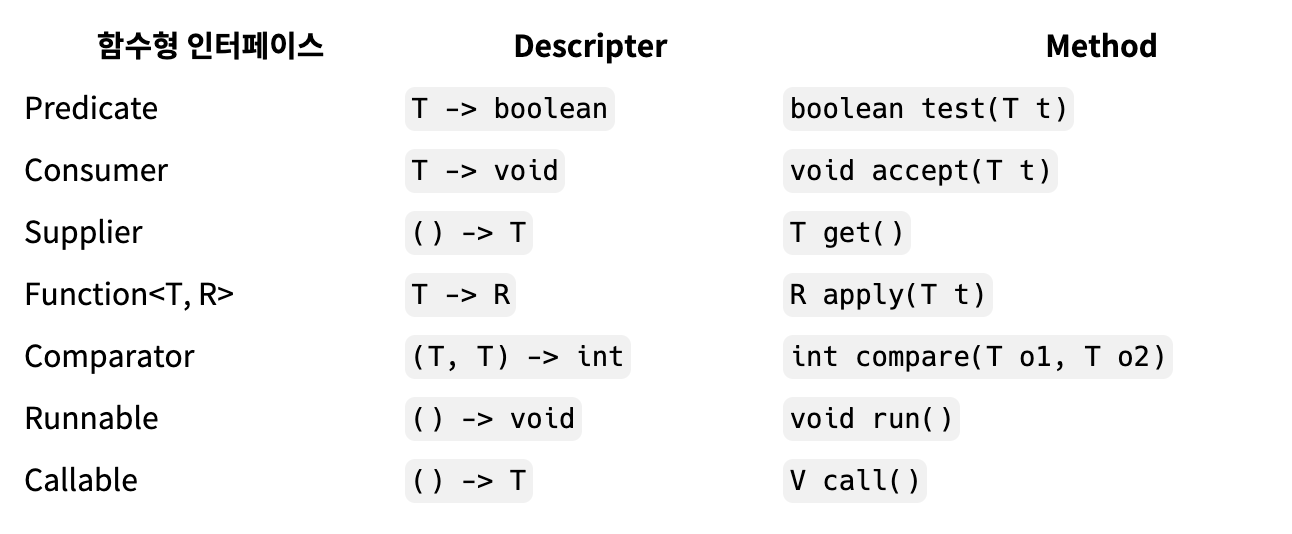 함수형 인터페이스 Descripter Method
Predicate T -> boolean boolean test(T t)
Consumer T -> void void accept(T t)
Supplier () -> T T get()
Function<T, R> T -> R R apply(T t)
Comparator (T, T) -> int int compare(T o1, T o2)
Runnable () -> void void run()
Callable () -> T V call()